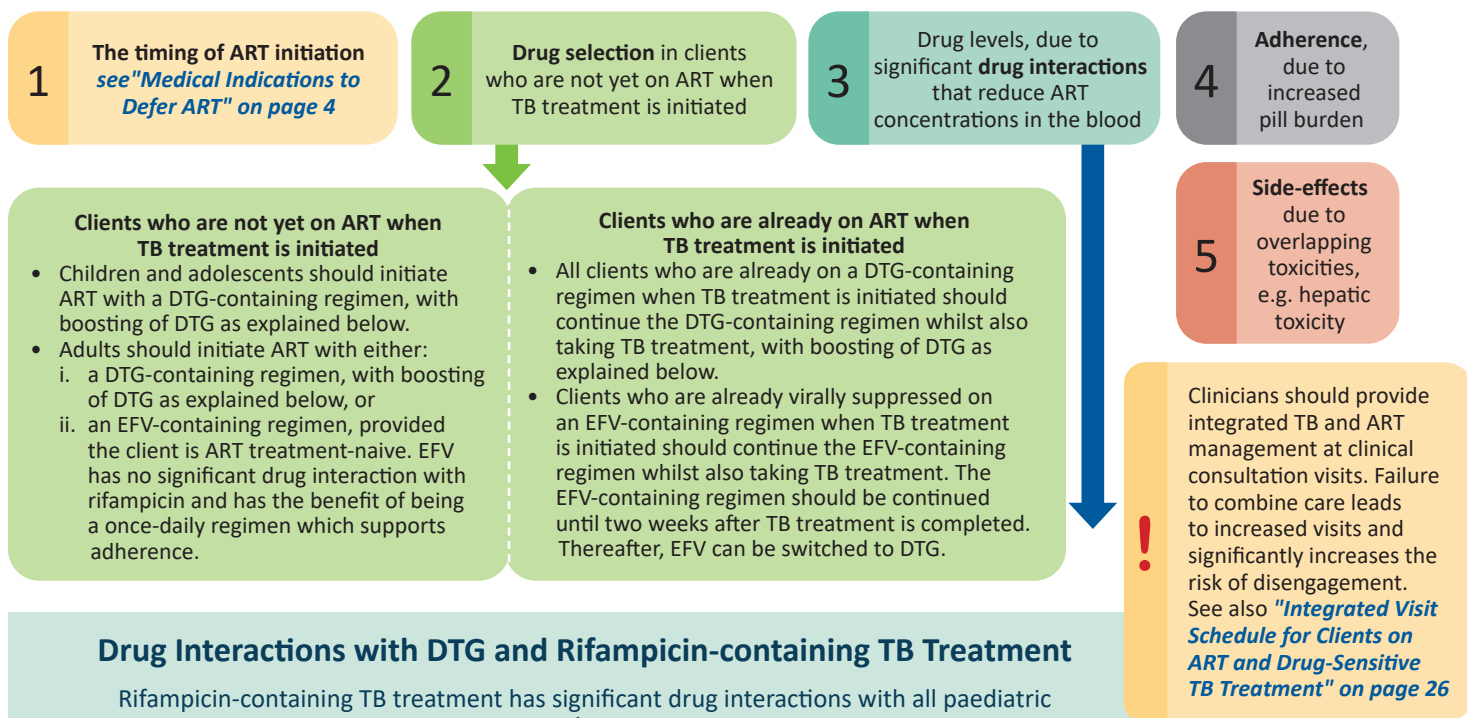 1
The timing of ART initiation
see"Medical Indications to
Defer ART" on page 4
2
Drug selection in clients
who are not yet on ART when
TB treatment is initiated
3
Drug levels, due to
significant drug interactions
that reduce ART
concentrations in the blood
4
Adherence,
due to
increased
pill burden
5
Side-effects
due to
overlapping
toxicities,
e.g. hepatic
toxicity
Clients who are not yet on ART when
TB treatment is initiated
• Children and adolescents should initiate
ART with a DTG-containing regimen, with
boosting of DTG as explained below.
• Adults should initiate ART with either:
i. a DTG-containing regimen, with boosting
of DTG as explained below, or
ii. an EFV-containing regimen, provided
the client is ART treatment-naive. EFV
has no significant drug interaction with
rifampicin and has the benefit of being
a once-daily regimen which supports
adherence.
Clients who are already on ART when
TB treatment is initiated
• All clients who are already on a DTG-containing
regimen when TB treatment is initiated should
continue the DTG-containing regimen whilst also
taking TB treatment, with boosting of DTG as
explained below.
• Clients who are already virally suppressed on
an EFV-containing regimen when TB treatment
is initiated should continue the EFV-containing
regimen whilst also taking TB treatment. The
EFV-containing regimen should be continued
until two weeks after TB treatment is completed.
Thereafter, EFV can be switched to DTG.
!
Clinicians should provide
integrated TB and ART
management at clinical
consultation visits. Failure
to combine care leads
to increased visits and
significantly increases the
risk of disengagement.
See also "Integrated Visit
Schedule for Clients on
ART and Drug-Sensitive
TB Treatment" on page 26
Drug Interactions with DTG and Rifampicin-containing TB Treatment
Rifampicin-containing TB treatment has significant drug interactions with all paediatric